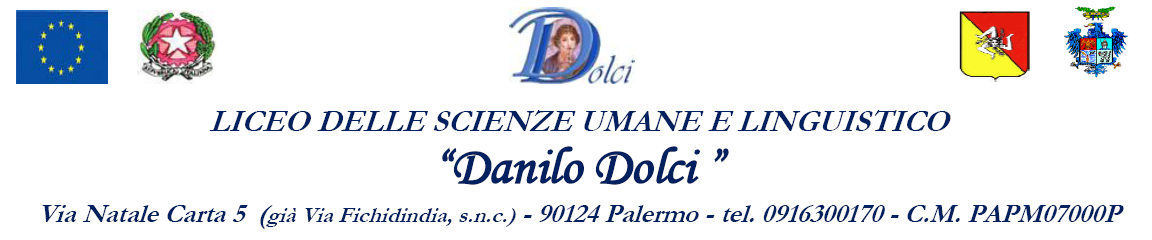 Dolci
LICEO DELLE SCIENZE UMANE E LINGUISTICO
“Danilo Dolci ”
Via Natale Carta 5 (già Via Fichidindia, s.n.c.) - 90124 Palermo - tel. 0916300170 - C.M. PAPM07000P